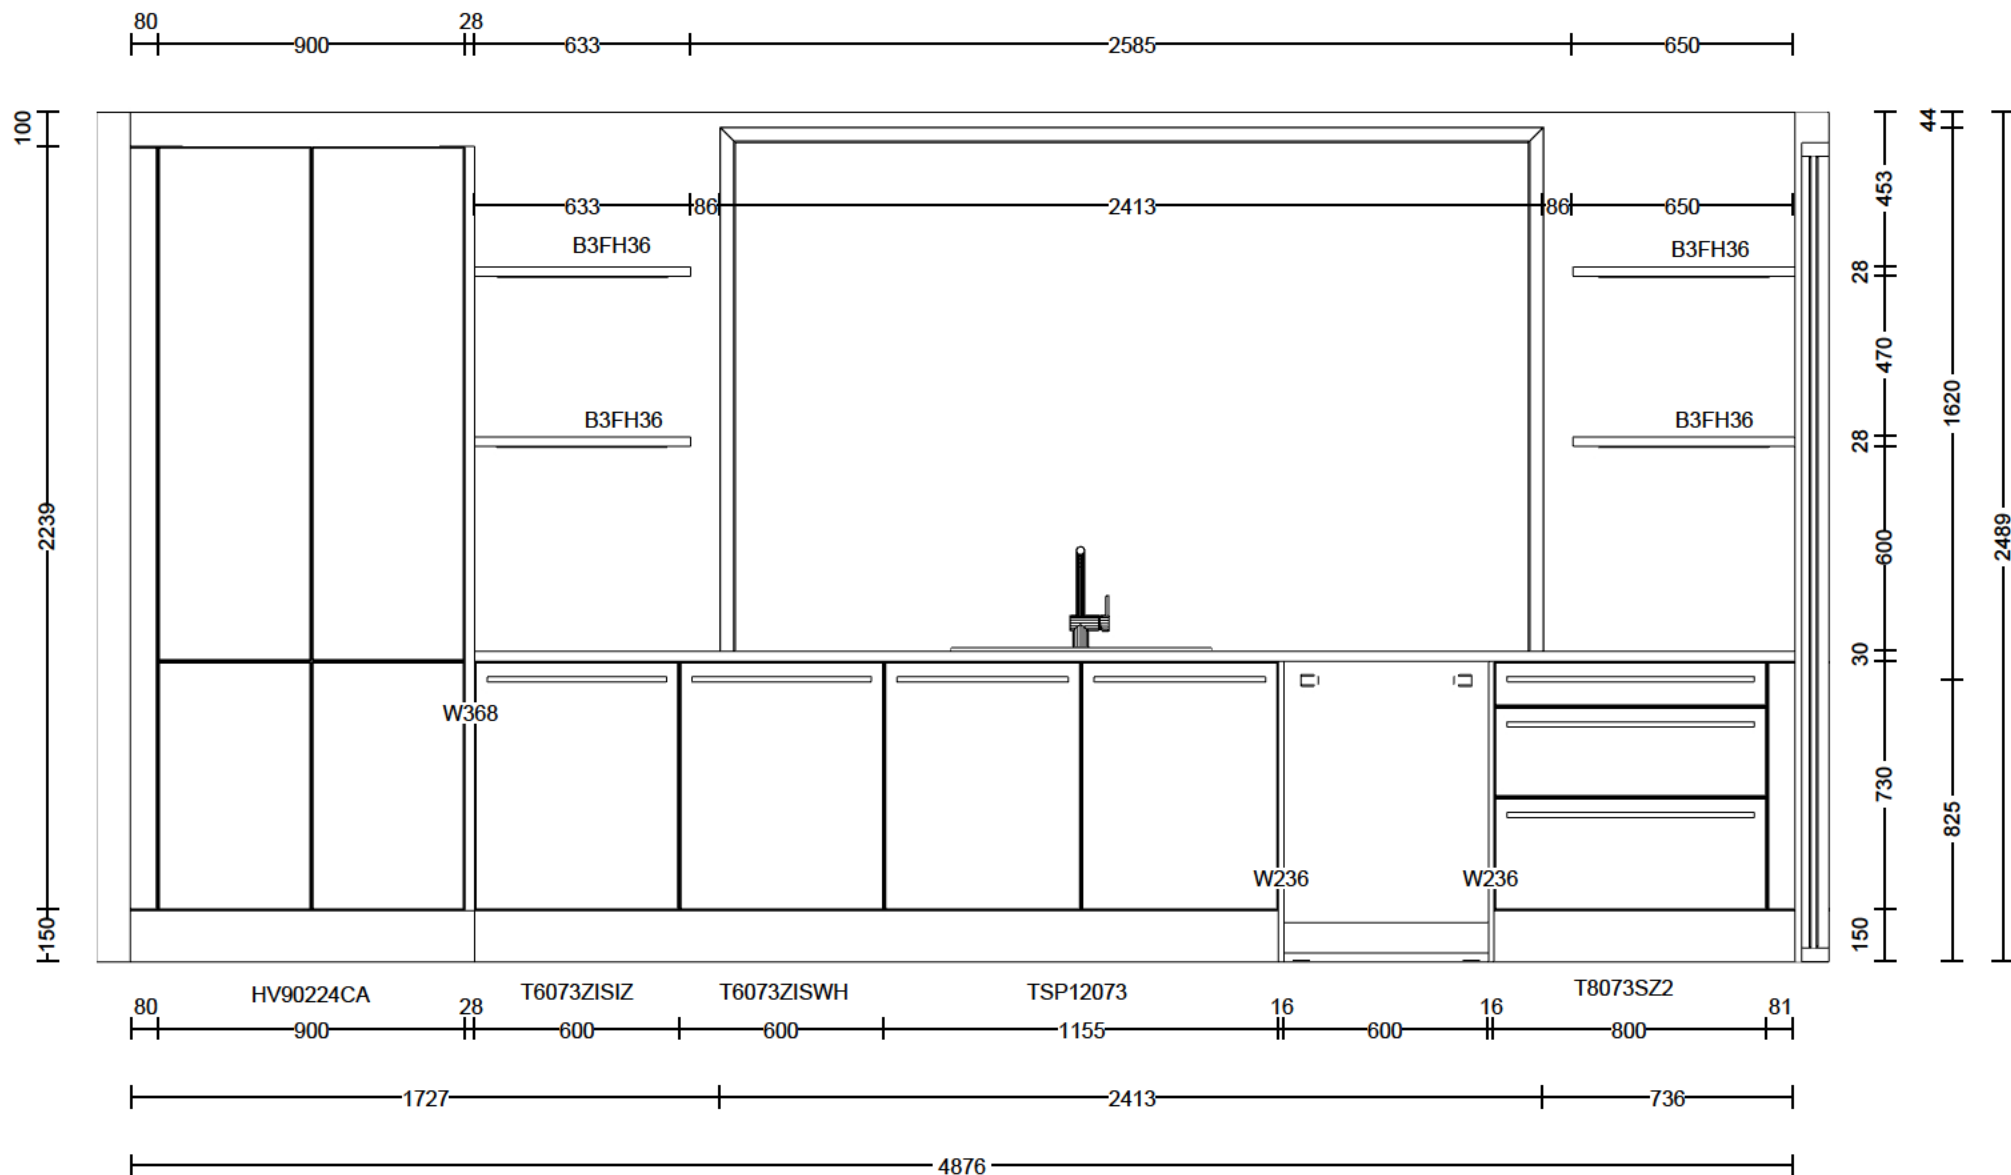 80 28
900 633 2585 650
100 44
453
633 86 2413 86 650
B3FH36 B3FH36
28
470
1620
B3FH36 B3FH36
28
2239 600 2489
30
W368
730
825
W236 W236
150 150
HV90224CA T6073ZISIZ T6073ZISWH TSP12073 T8073SZ2
80 28 16 16 81
900 600 600 1155 600 800
1727 2413 736
4876